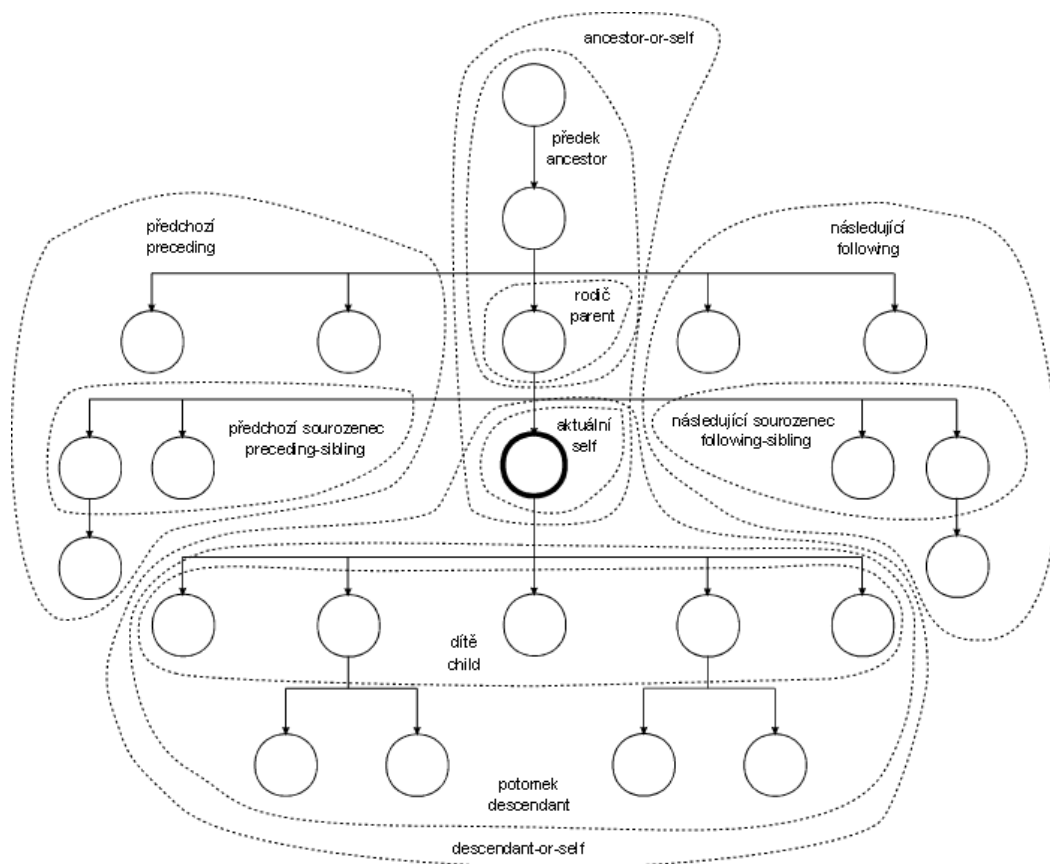 ancestor-or-self
předek
ancestor
předchozí
preceding
následující
following
rodič
parent
předchozí sourozenec
preceding-sibling
aktuální
self
následující sourozenec
following-sibling
dítě
child
potomek
descendant
descendant-or-self